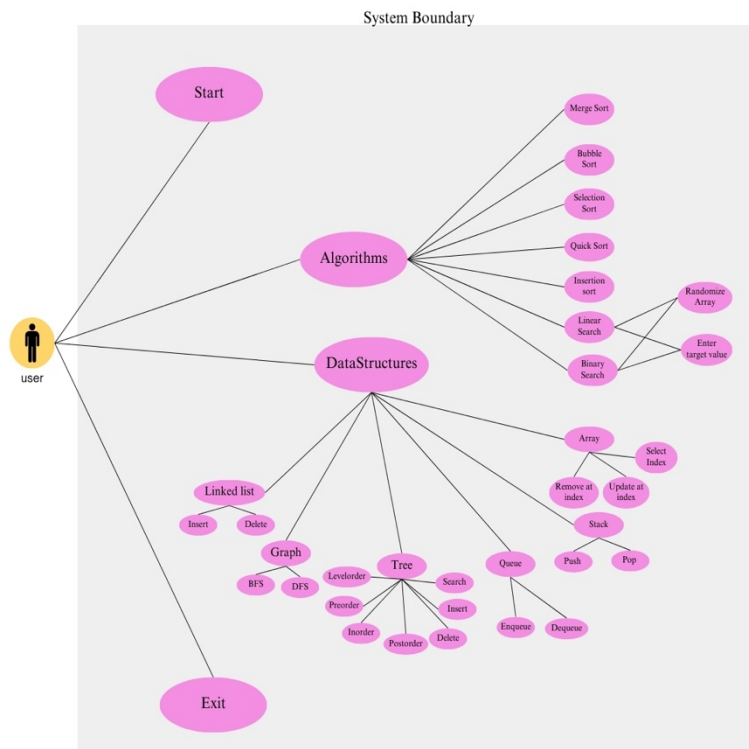 System Boundary
Start
Merge Sort
Bubble
Sort
Selection
Sort
Algorithms
Quick Sort
Insertion
sort
Randomize
Array
Linear
Search
Enter
target value
Binary
Search
user
DataStructures
Array
Select
Index
Remove at
index
Update at
index
Linked list
Insert
Delete
Stack
Push
Pop
Graph
BFS
DFS
Tree
Levelorder
Search
Preorder
Insert
Inorder
Postorder
Delete
Queue
Enqueue
Dequeue
Exit